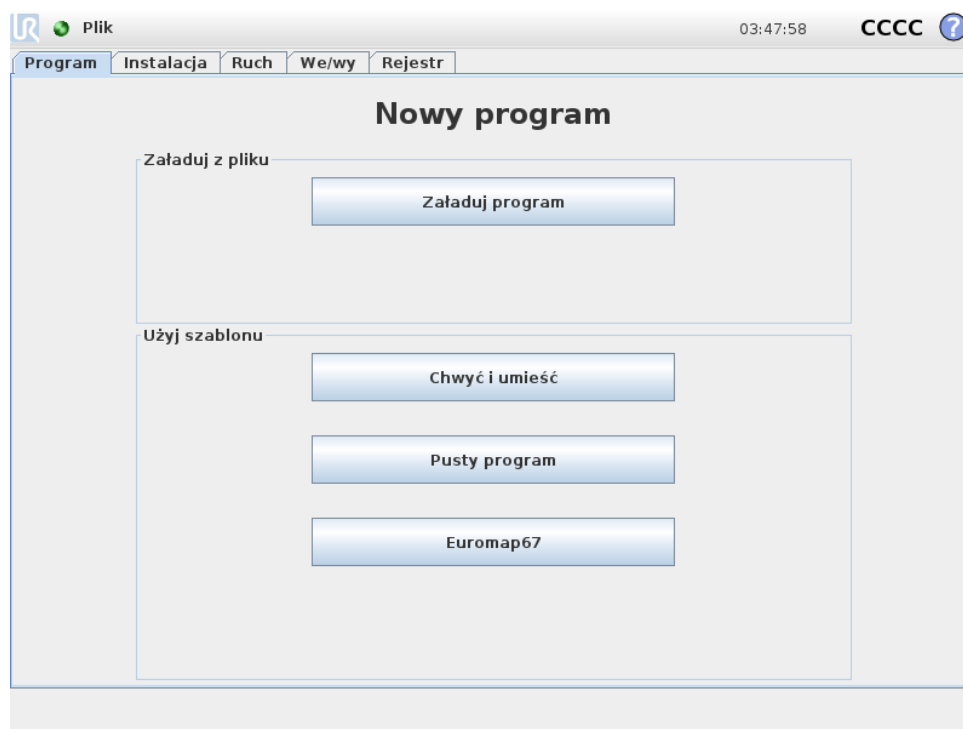 UR Plik 03:47:58 CCCC ?
Program Instalacja Ruch We/wy Rejestr
Nowy program
Załaduj z pliku
Załaduj program
Użyj szablonu
Chwyć i umieść
Pusty program
Euromap67